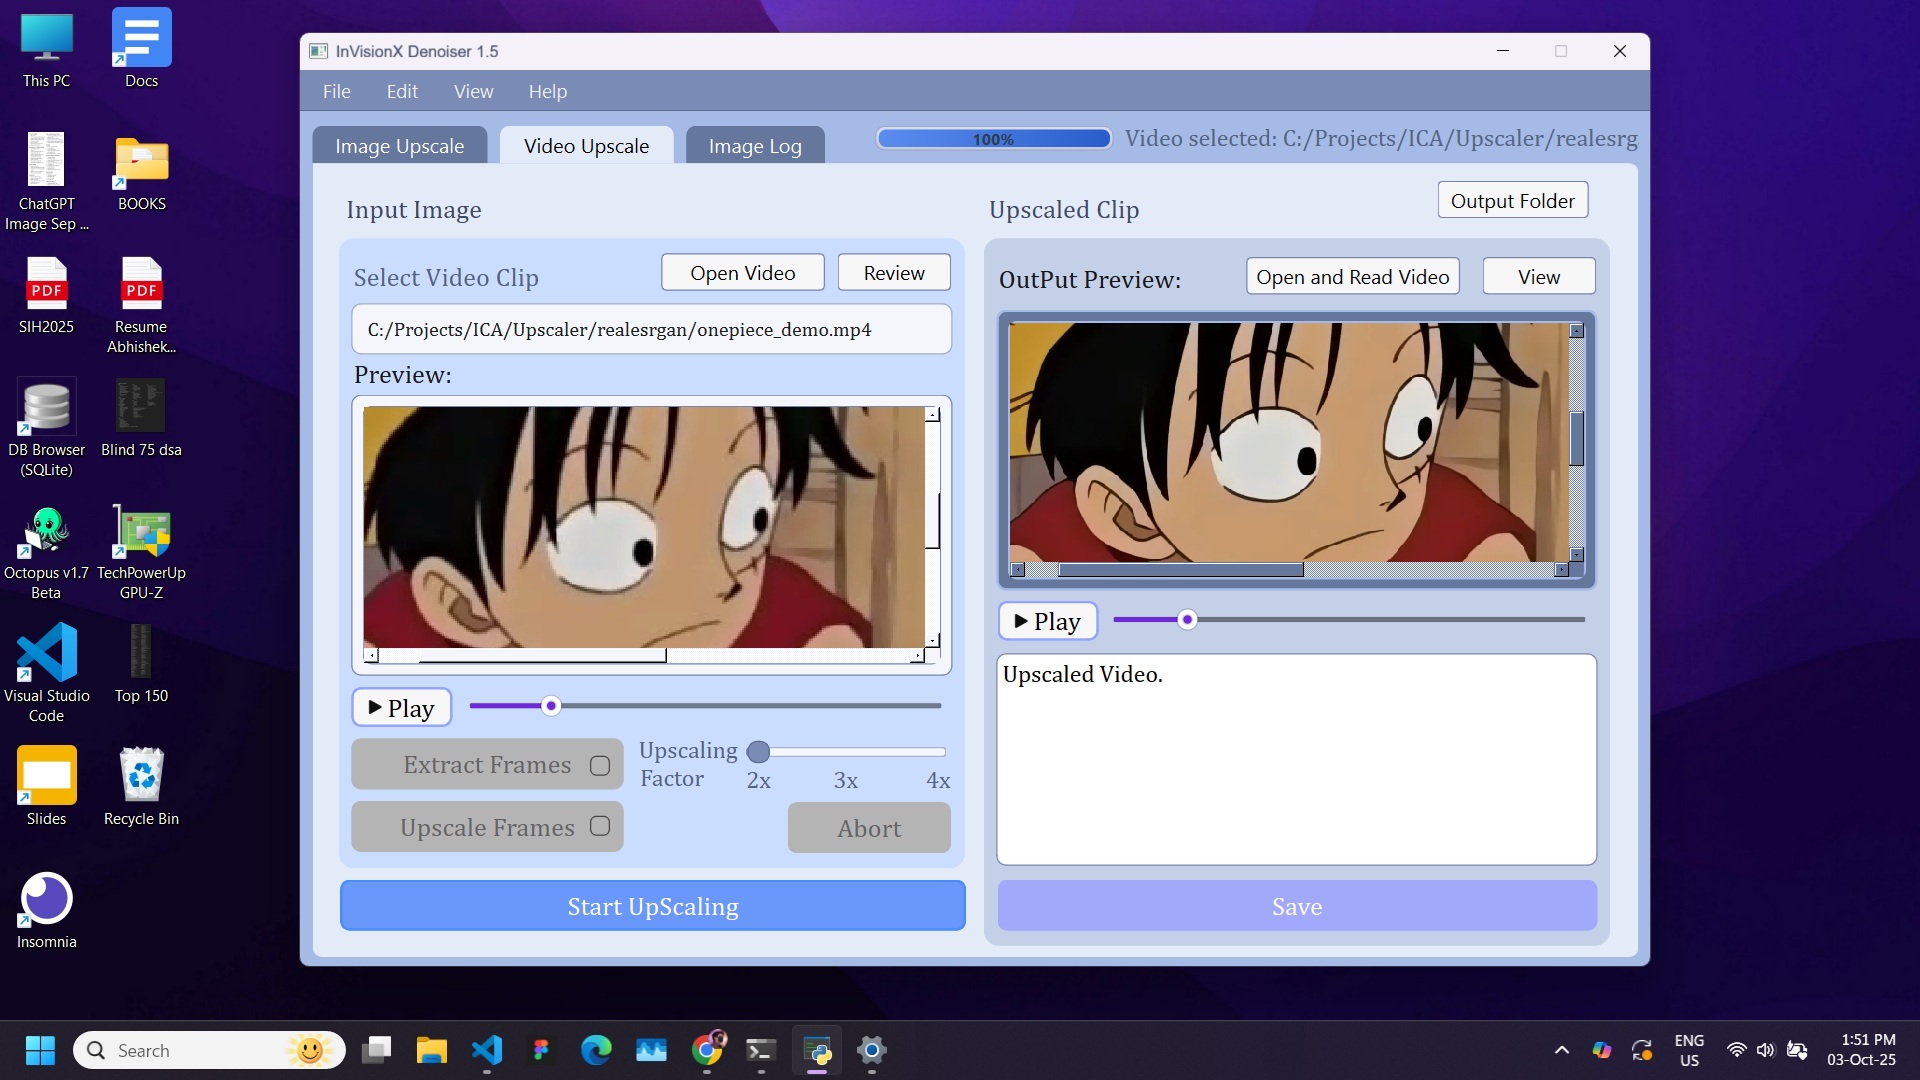 This PC
Docs
ChatGPT
Image Sep ...
BOOKS
PDF
SIH2025
PDF
Resume
Abhishek...
DB Browser
(SQLite)
Blind 75 dsa
Octopus v1.7
Beta
TechPowerUp
GPU-Z
Visual Studio
Code
Top 150
Slides
Recycle Bin
Insomnia
InVisionX Denoiser 1.5
File Edit View Help
Image Upscale Video Upscale Image Log
100%
Video selected: C:/Projects/ICA/Upscaler/realesrg
Input Image
Select Video Clip
Open Video
Review
C:/Projects/ICA/Upscaler/realesrgan/onepiece_demo.mp4
Preview:
Play
Extract Frames
Upscaling
Factor
2x 3x 4x
Upscale Frames
Abort
Start UpScaling
Upscaled Clip
Output Folder
OutPut Preview:
Open and Read Video
View
Play
Upscaled Video.
Save
Search
ENG
US
1:51 PM
03-Oct-25